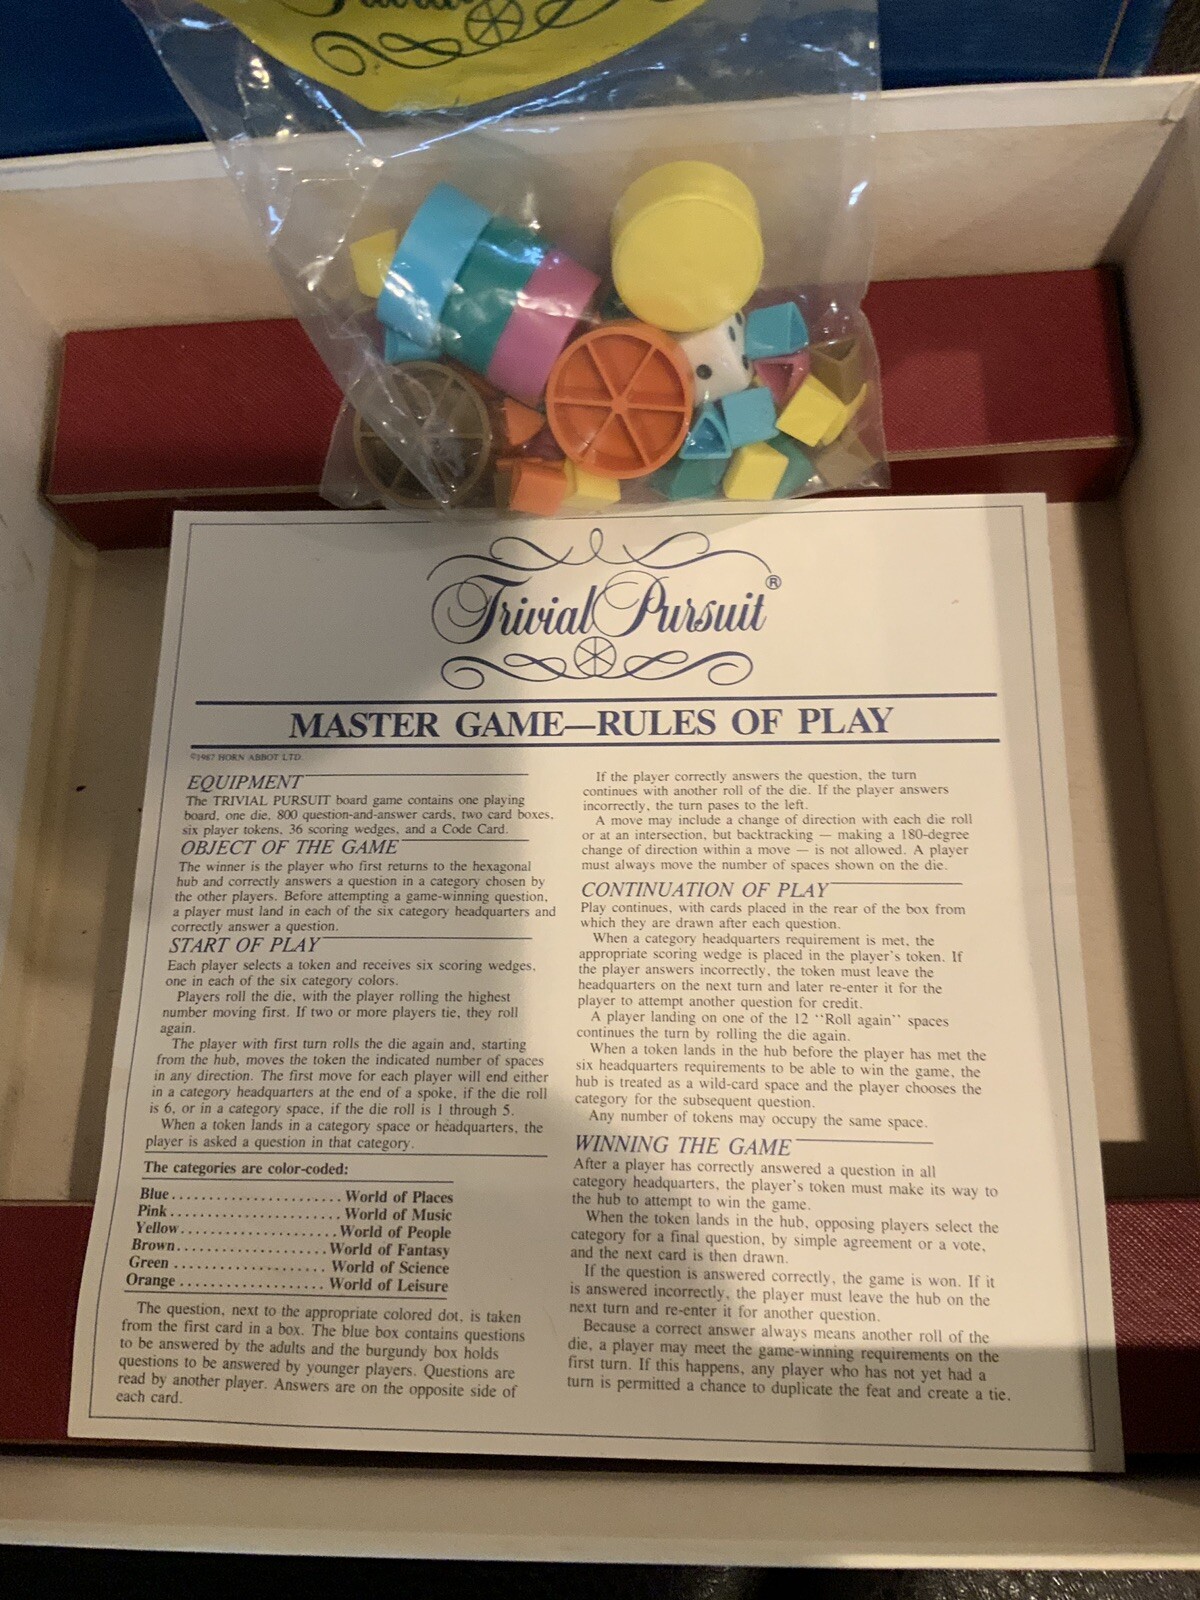 Trivial
Trivial Pursuit®
MASTER GAME—RULES OF PLAY
©1987 HORN ABBOT LTD.
EQUIPMENT
The TRIVIAL PURSUIT board game contains one playing
board, one die, 800 question-and-answer cards, two card boxes,
six player tokens, 36 scoring wedges, and a Code Card.
OBJECT OF THE GAME
The winner is the player who first returns to the hexagonal
hub and correctly answers a question in a category chosen by
the other players. Before attempting a game-winning question,
a player must land in each of the six category headquarters and
correctly answer a question.
START OF PLAY
Each player selects a token and receives six scoring wedges,
one in each of the six category colors.
Players roll the die, with the player rolling the highest
number moving first. If two or more players tie, they roll
again.
The player with first turn rolls the die again and, starting
from the hub, moves the token the indicated number of spaces
in any direction. The first move for each player will end either
in a category headquarters at the end of a spoke, if the die roll
is 6, or in a category space, if the die roll is 1 through 5.
When a token lands in a category space or headquarters, the
player is asked a question in that category.
The categories are color-coded:
Blue ...................... World of Places
Pink ...................... World of Music
Yellow ..................... World of People
Brown .................... World of Fantasy
Green ..................... World of Science
Orange ................... World of Leisure
The question, next to the appropriate colored dot, is taken
from the first card in a box. The blue box contains questions
to be answered by the adults and the burgundy box holds
questions to be answered by younger players. Questions are
read by another player. Answers are on the opposite side of
each card.
If the player correctly answers the question, the turn
continues with another roll of the die. If the player answers
incorrectly, the turn passes to the left.
A move may include a change of direction with each die roll
or at an intersection, but backtracking — making a 180-degree
change of direction within a move — is not allowed. A player
must always move the number of spaces shown on the die.
CONTINUATION OF PLAY
Play continues, with cards placed in the rear of the box from
which they are drawn after each question.
When a category headquarters requirement is met, the
appropriate scoring wedge is placed in the player's token. If
the player answers incorrectly, the token must leave the
headquarters on the next turn and later re-enter it for the
player to attempt another question for credit.
A player landing on one of the 12 "Roll again" spaces
continues the turn by rolling the die again.
When a token lands in the hub before the player has met the
six headquarters requirements to be able to win the game, the
hub is treated as a wild-card space and the player chooses the
category for the subsequent question.
Any number of tokens may occupy the same space.
WINNING THE GAME
After a player has correctly answered a question in all
category headquarters, the player's token must make its way to
the hub to attempt to win the game.
When the token lands in the hub, opposing players select the
category for a final question, by simple agreement or a vote,
and the next card is then drawn.
If the question is answered correctly, the game is won. If it
is answered incorrectly, the player must leave the hub on the
next turn and re-enter it for another question.
Because a correct answer always means another roll of the
die, a player may meet the game-winning requirements on the
first turn. If this happens, any player who has not yet had a
turn is permitted a chance to duplicate the feat and create a tie.